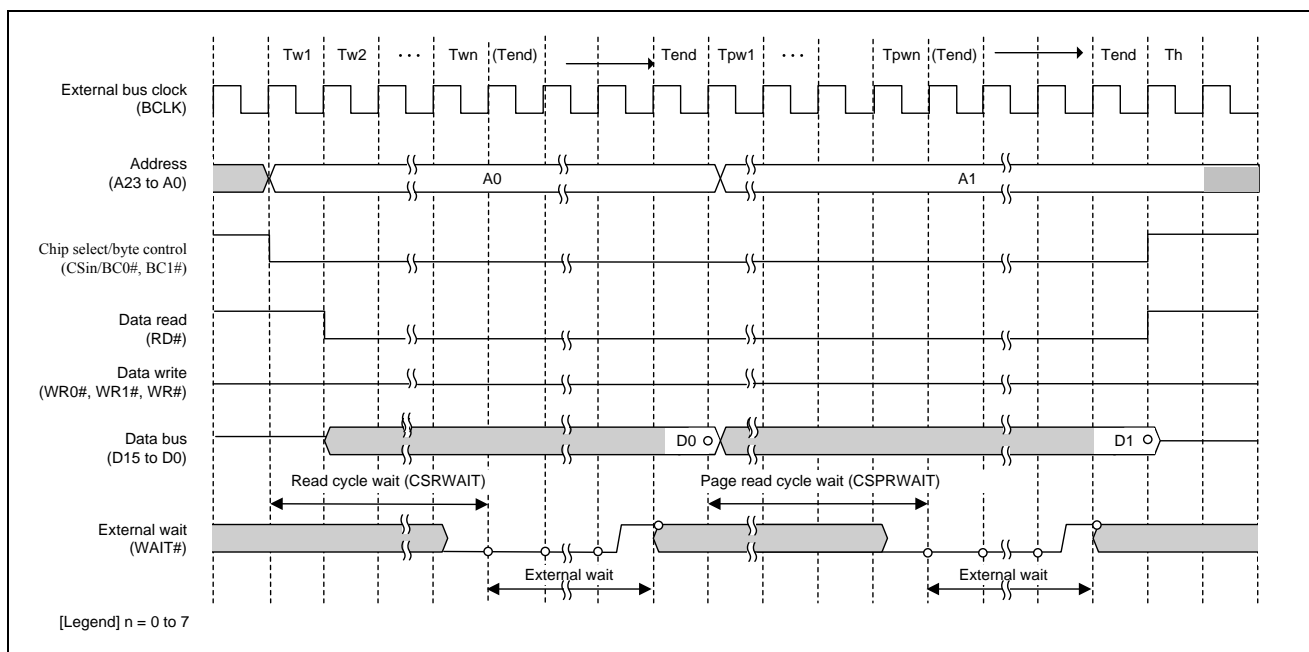 Tw1 Tw2 ... Twn (Tend) Tend Tpw1 ... Tpwn (Tend) Tend Th
External bus clock
(BCLK)
Address
(A23 to A0)
A0 A1
Chip select/byte control
(CSin/BC0#, BC1#)
Data read
(RD#)
Data write
(WR0#, WR1#, WR#)
Data bus
(D15 to D0)
D0 D1
Read cycle wait (CSRWAIT) Page read cycle wait (CSPRWAIT)
External wait
(WAIT#)
External wait External wait
[Legend] n = 0 to 7